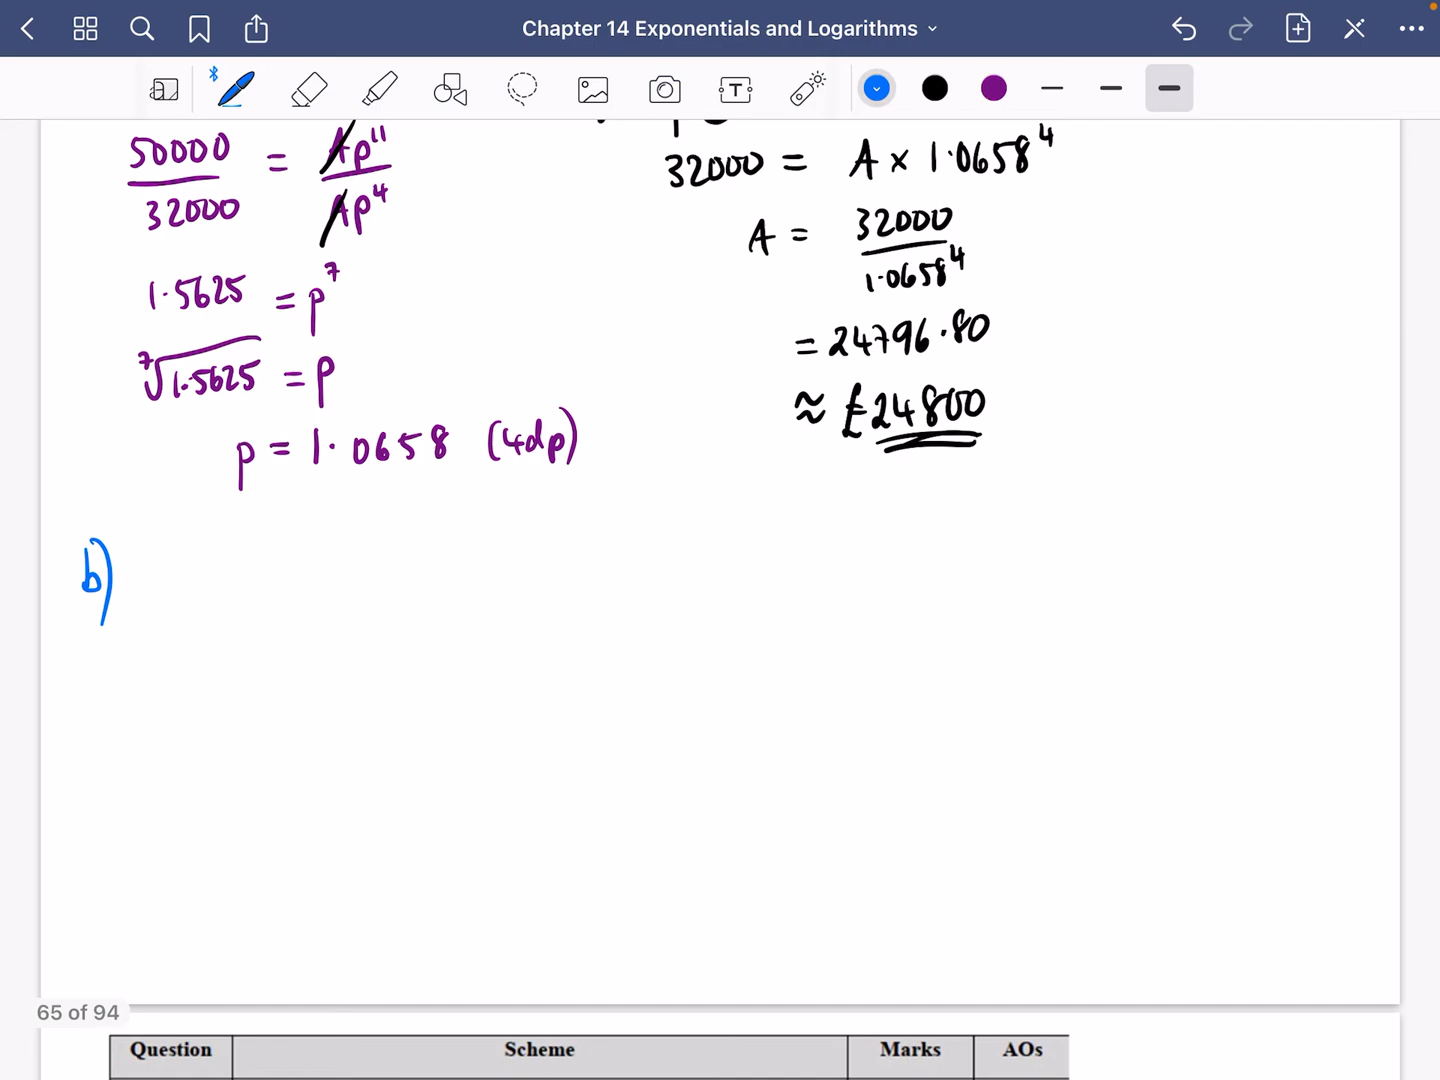 Chapter 14 Exponentials and Logarithms
50000 / 32000 = Ap^11 / Ap^4
1.5625 = p^7
⁷√1.5625 = p
p = 1.0658 (4dp)
32000 = A × 1.0658^4
A = 32000 / 1.0658^4
= 24796.80
≈ £24800
b)
65 of 94
Question Scheme Marks AOs